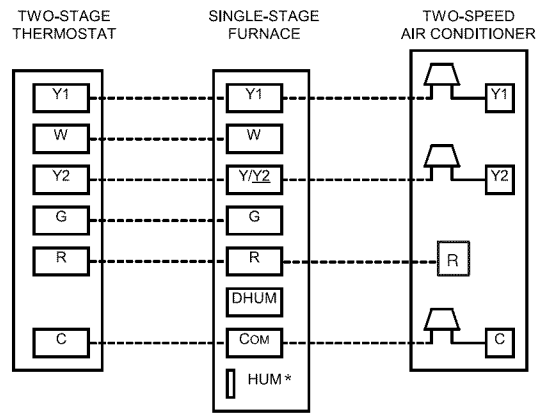 TWO-STAGE
THERMOSTAT
SINGLE-STAGE
FURNACE
TWO-SPEED
AIR CONDITIONER
Y1 Y1 Y1
W W
Y2 Y/Y2 Y2
G G
R R R
DHUM
C COM C
HUM *